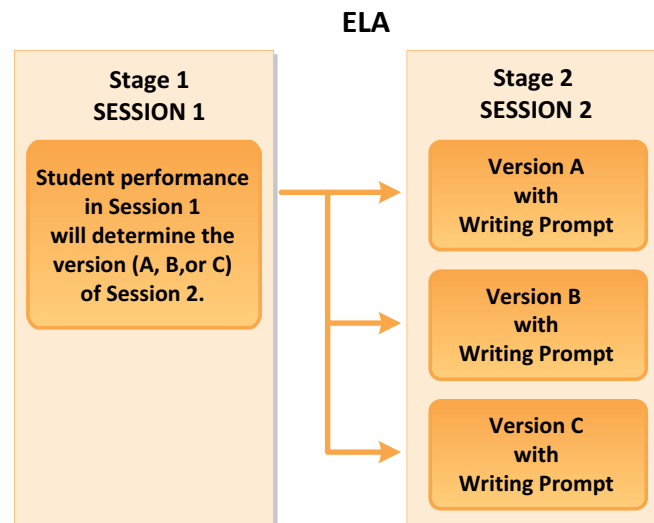 ELA
Stage 1
SESSION 1
Student performance
in Session 1
will determine the
version (A, B,or C)
of Session 2.
Stage 2
SESSION 2
Version A
with
Writing Prompt
Version B
with
Writing Prompt
Version C
with
Writing Prompt